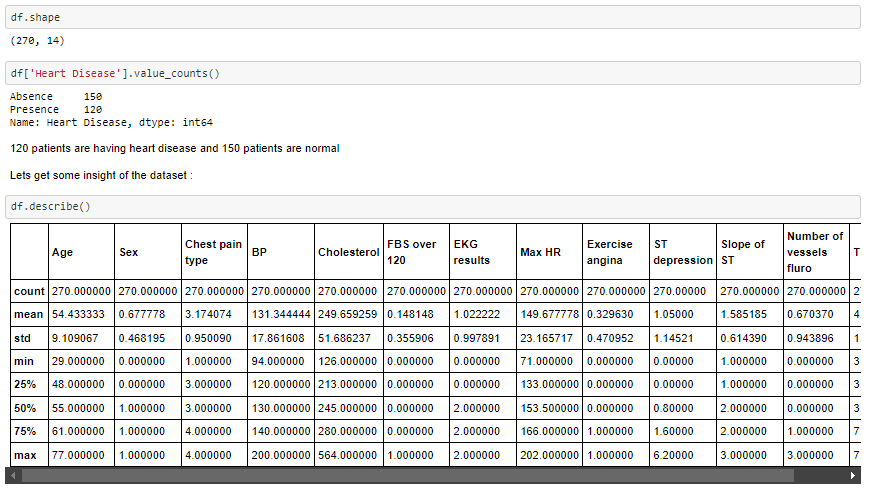 df.shape
(270, 14)
df['Heart Disease'].value_counts()
Absence     150
Presence    120
Name: Heart Disease, dtype: int64
120 patients are having heart disease and 150 patients are normal
Lets get some insight of the dataset :
df.describe()
Age Sex Chest pain type BP Cholesterol FBS over 120 EKG results Max HR Exercise angina ST depression Slope of ST Number of vessels fluro T
count 270.000000 270.000000 270.000000 270.000000 270.000000 270.000000 270.000000 270.000000 270.000000 270.00000 270.000000 270.000000 2
mean 54.433333 0.677778 3.174074 131.344444 249.659259 0.148148 1.022222 149.677778 0.329630 1.05000 1.585185 0.670370 4
std 9.109067 0.468195 0.950090 17.861608 51.686237 0.355906 0.997891 23.165717 0.470952 1.14521 0.614390 0.943896 1
min 29.000000 0.000000 1.000000 94.000000 126.000000 0.000000 0.000000 71.000000 0.000000 0.00000 1.000000 0.000000 3
25% 48.000000 0.000000 3.000000 120.000000 213.000000 0.000000 0.000000 133.000000 0.000000 0.00000 1.000000 0.000000 3
50% 55.000000 1.000000 3.000000 130.000000 245.000000 0.000000 2.000000 153.500000 0.000000 0.80000 2.000000 0.000000 3
75% 61.000000 1.000000 4.000000 140.000000 280.000000 0.000000 2.000000 166.000000 1.000000 1.60000 2.000000 1.000000 7
max 77.000000 1.000000 4.000000 200.000000 564.000000 1.000000 2.000000 202.000000 1.000000 6.20000 3.000000 3.000000 7